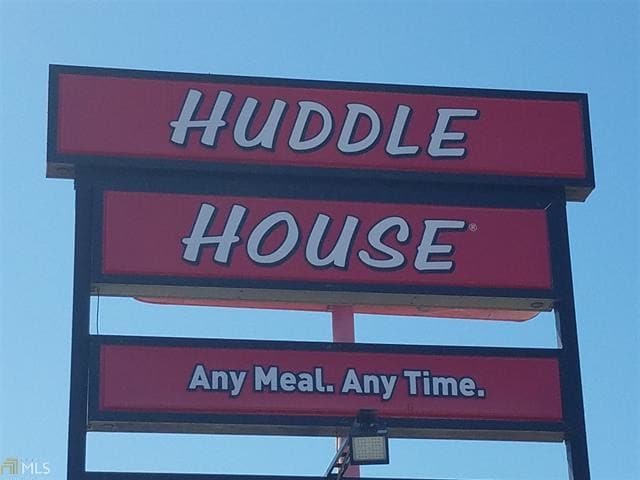 HUDDLE
HOUSE®
Any Meal. Any Time.
MLS